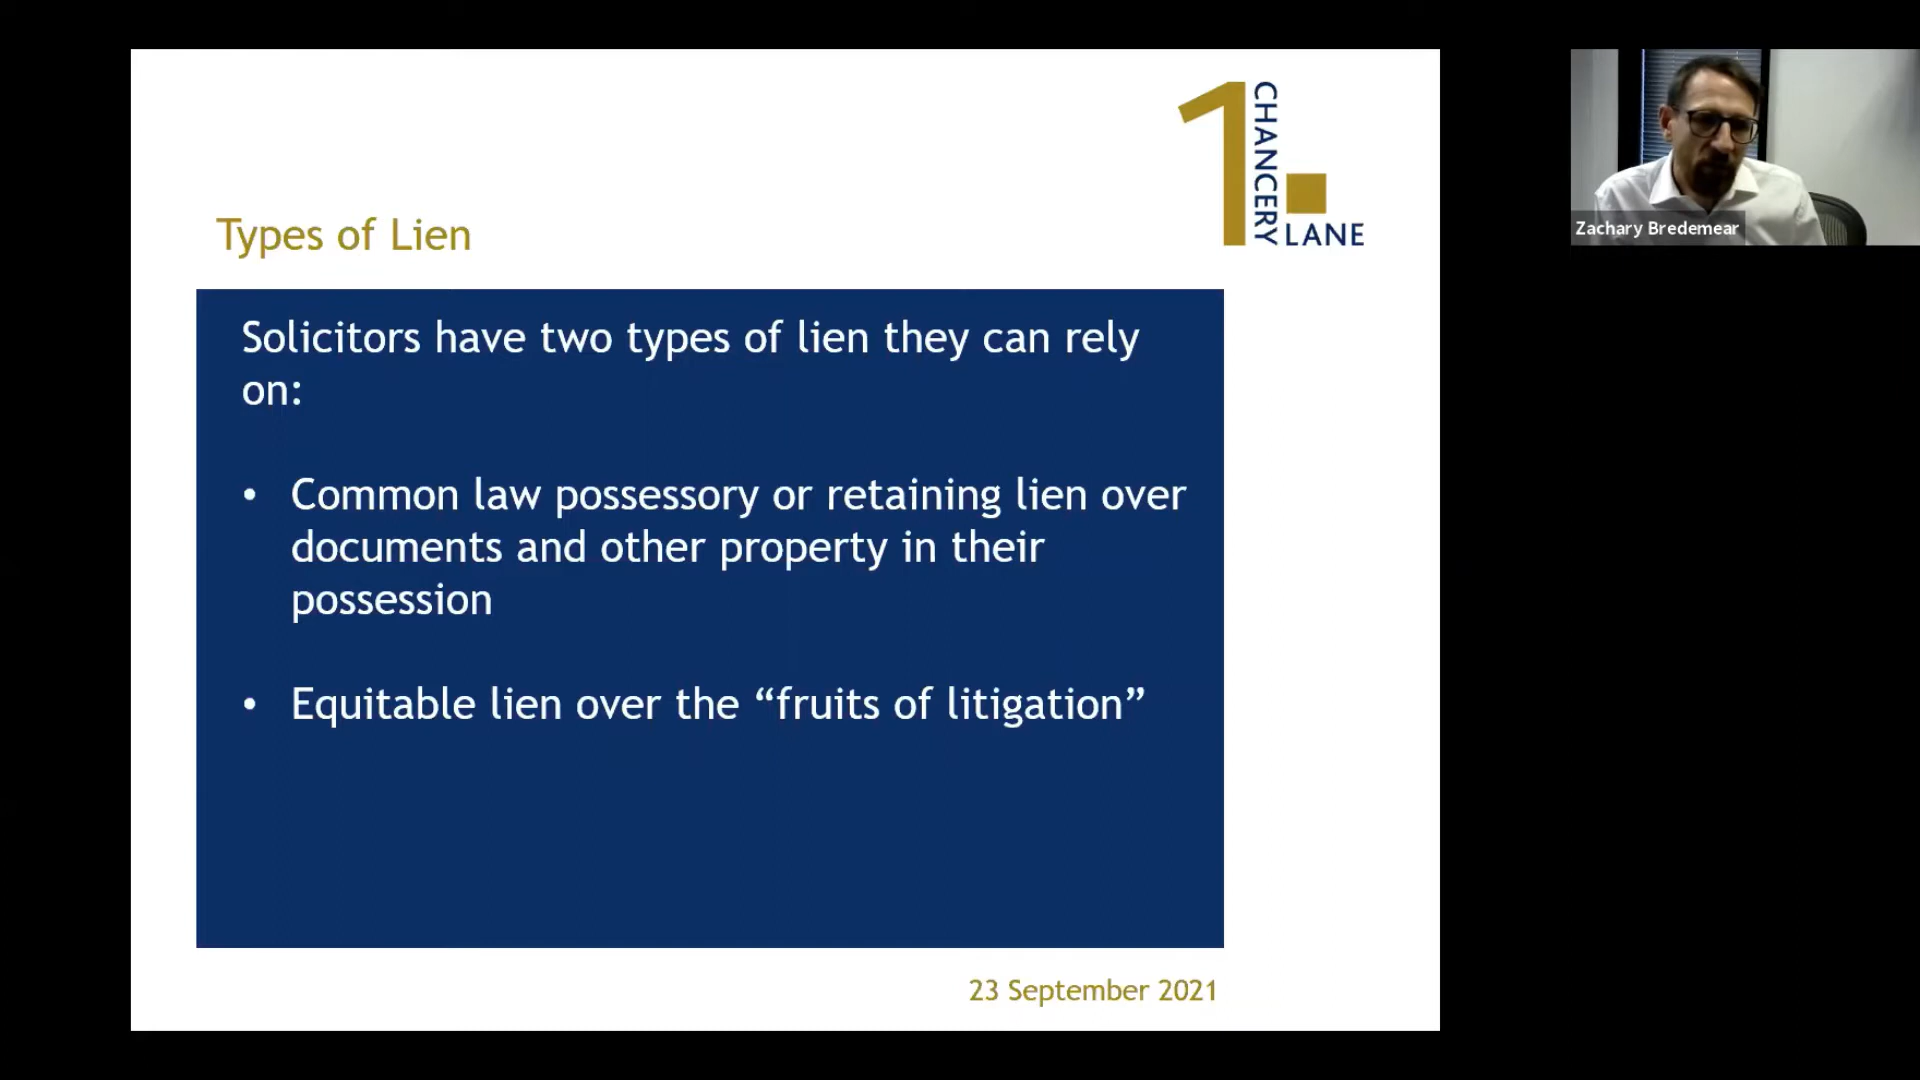 1 CHANCERY
LANE
Types of Lien
Solicitors have two types of lien they can rely
on:
• Common law possessory or retaining lien over
documents and other property in their
possession
• Equitable lien over the “fruits of litigation”
23 September 2021
Zachary Bredemear